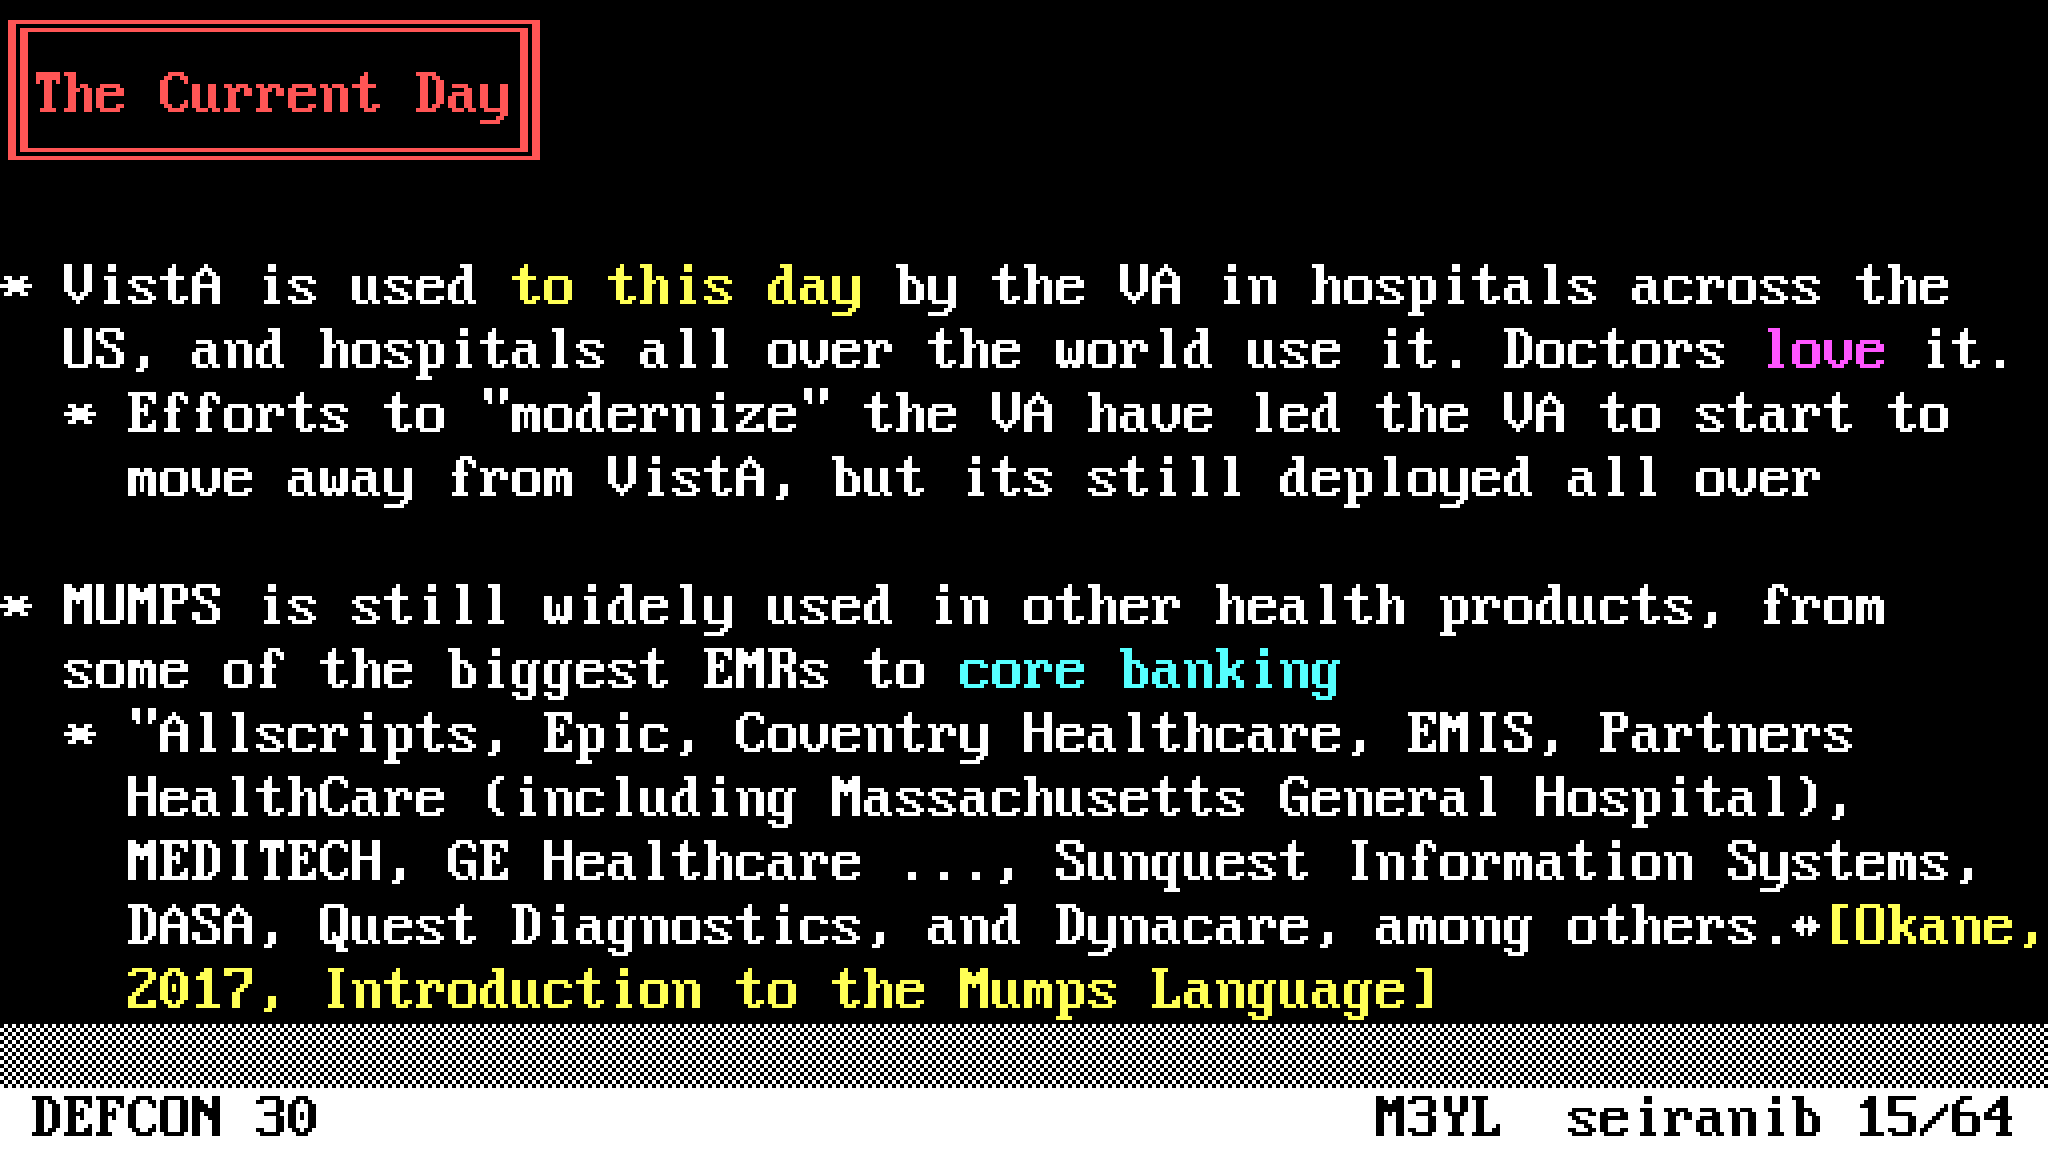 The Current Day
* VistA is used to this day by the VA in hospitals across the
US, and hospitals all over the world use it. Doctors love it.
* Efforts to "modernize" the VA have led the VA to start to
move away from VistA, but its still deployed all over
* MUMPS is still widely used in other health products, from
some of the biggest EMRs to core banking
* "Allscripts, Epic, Coventry Healthcare, EMIS, Partners
HealthCare (including Massachusetts General Hospital),
MEDITECH, GE Healthcare ..., Sunquest Information Systems,
DASA, Quest Diagnostics, and Dynacare, among others.⌖[Okane,
2017, Introduction to the Mumps Language]
DEFCON 30 M3YL seiranib 15/64